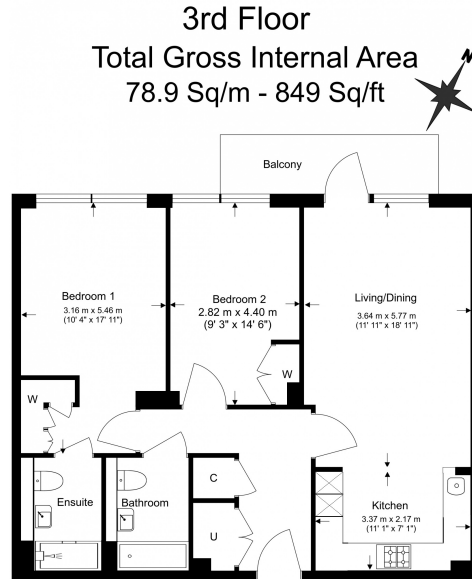 3rd Floor
Total Gross Internal Area
78.9 Sq/m - 849 Sq/ft
N
Balcony
Bedroom 1
3.16 m x 5.46 m
(10' 4" x 17' 11")
Bedroom 2
2.82 m x 4.40 m
(9' 3" x 14' 6")
Living/Dining
3.64 m x 5.77 m
(11' 11" x 18' 11")
W
W
Ensuite
Bathroom
C
U
Kitchen
3.37 m x 2.17 m
(11' 1" x 7' 1")